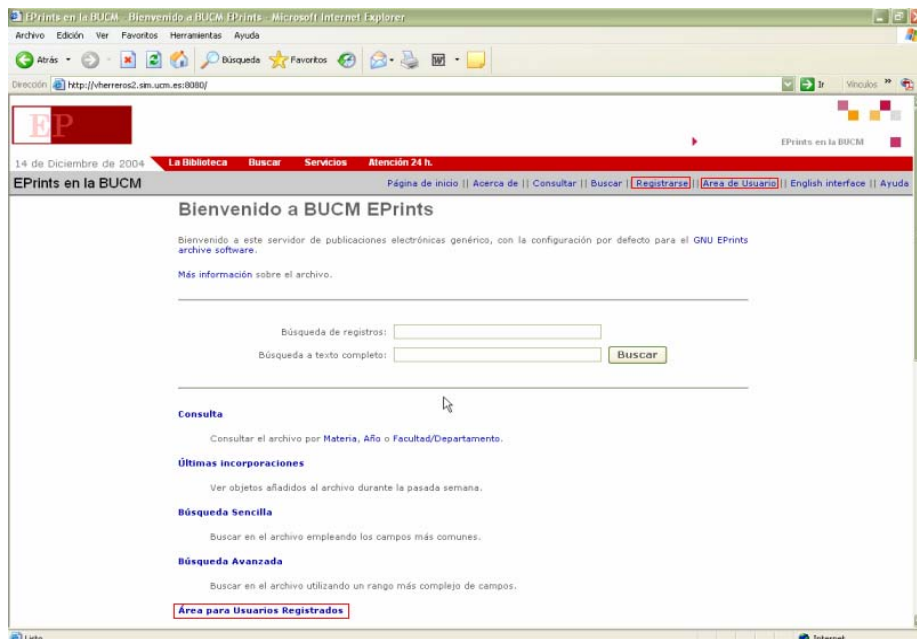 EPrints en la BUCM - Bienvenido a BUCM EPrints - Microsoft Internet Explorer
Archivo Edición Ver Favoritos Herramientas Ayuda
Atrás Búsqueda Favoritos
Dirección http://vherreros2.sim.ucm.es:8080/ Ir Vínculos »
EP
EPrints en la BUCM
14 de Diciembre de 2004 La Biblioteca Buscar Servicios Atención 24 h.
EPrints en la BUCM Página de inicio || Acerca de || Consultar || Buscar || Registrarse || Area de Usuario || English interface || Ayuda
Bienvenido a BUCM EPrints
Bienvenido a este servidor de publicaciones electrónicas genérico, con la configuración por defecto para el GNU EPrints
archive software.
Más información sobre el archivo.
Búsqueda de registros:
Búsqueda a texto completo: Buscar
Consulta
Consultar el archivo por Materia, Año o Facultad/Departamento.
Últimas incorporaciones
Ver objetos añadidos al archivo durante la pasada semana.
Búsqueda Sencilla
Buscar en el archivo empleando los campos más comunes.
Búsqueda Avanzada
Buscar en el archivo utilizando un rango más complejo de campos.
Área para Usuarios Registrados
Listo Internet